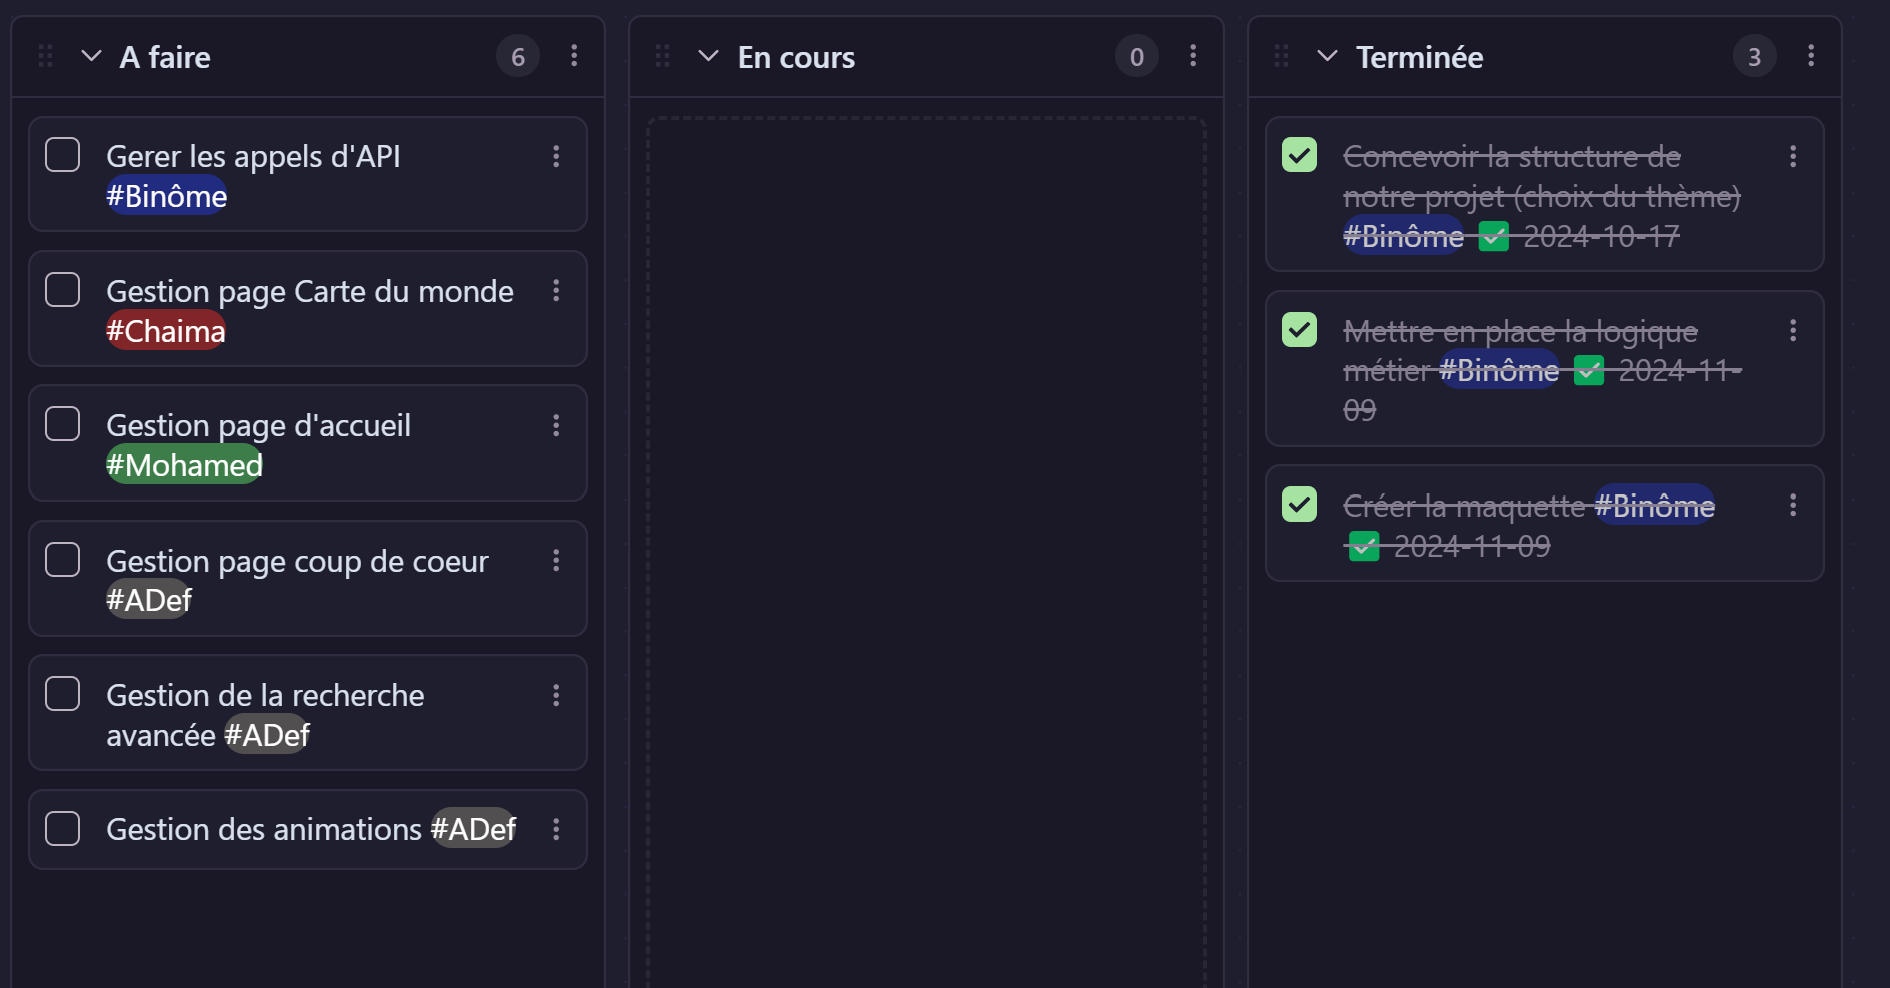 A faire
6
Gerer les appels d'API
#Binôme
Gestion page Carte du monde
#Chaima
Gestion page d'accueil
#Mohamed
Gestion page coup de coeur
#ADef
Gestion de la recherche
avancée #ADef
Gestion des animations #ADef
En cours
0
Terminée
3
Concevoir la structure de
notre projet (choix du thème)
#Binôme ✅ 2024-10-17
Mettre en place la logique
métier #Binôme ✅ 2024-11-
09
Créer la maquette #Binôme
✅ 2024-11-09